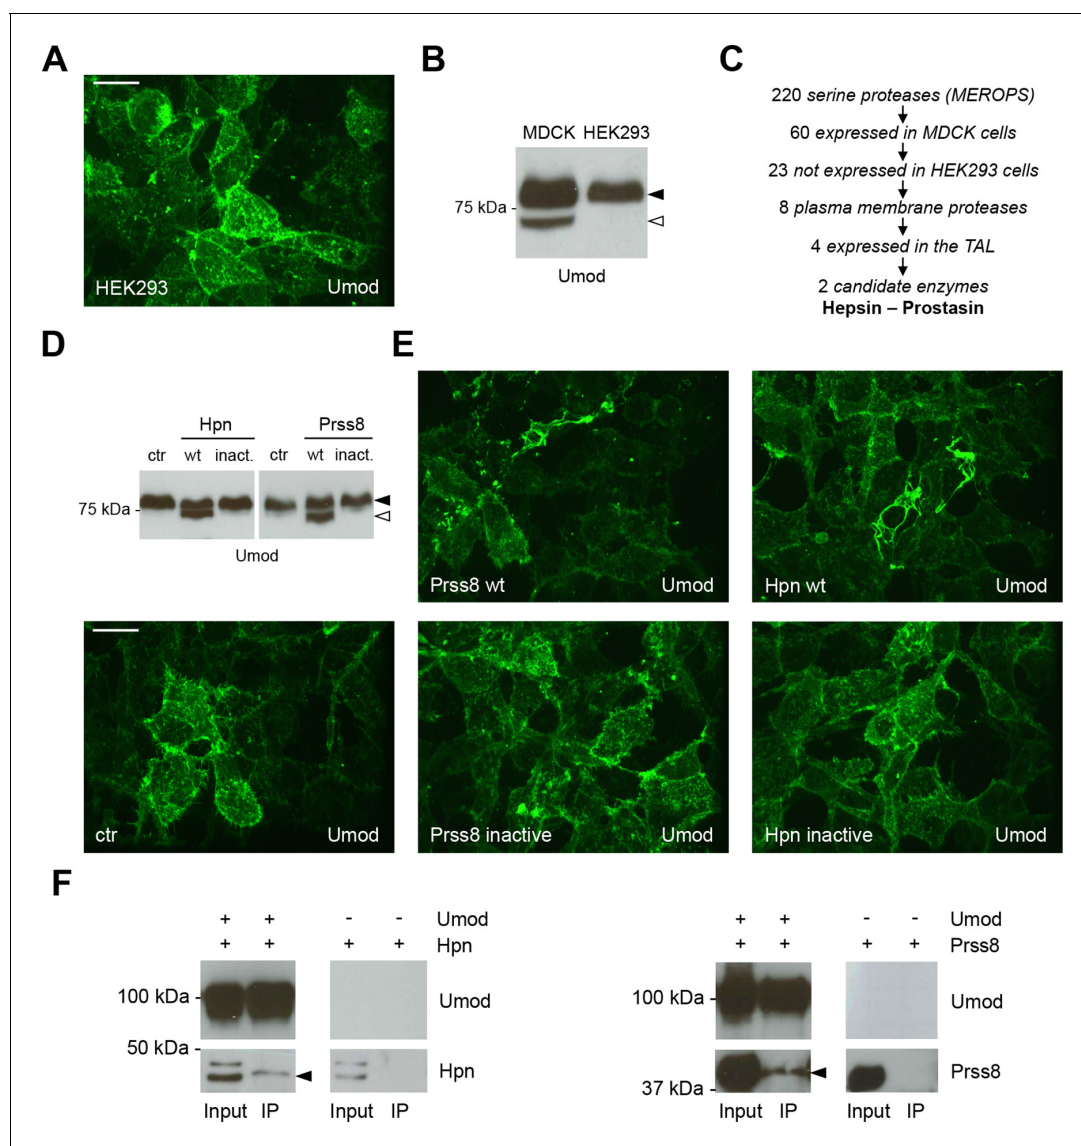 A
HEK293 Umod
B
MDCK HEK293
75 kDa -
Umod
C
220 serine proteases (MEROPS)
60 expressed in MDCK cells
23 not expressed in HEK293 cells
8 plasma membrane proteases
4 expressed in the TAL
2 candidate enzymes
Hepsin – Prostasin
D
Hpn Prss8
ctr wt inact. ctr wt inact.
75 kDa -
Umod
E
Prss8 wt Umod
Hpn wt Umod
ctr Umod
Prss8 inactive Umod
Hpn inactive Umod
F
+ + - - Umod
+ + + + Hpn
100 kDa - Umod
50 kDa -
Hpn
Input IP Input IP
+ + - - Umod
+ + + + Prss8
100 kDa - Umod
37 kDa - Prss8
Input IP Input IP